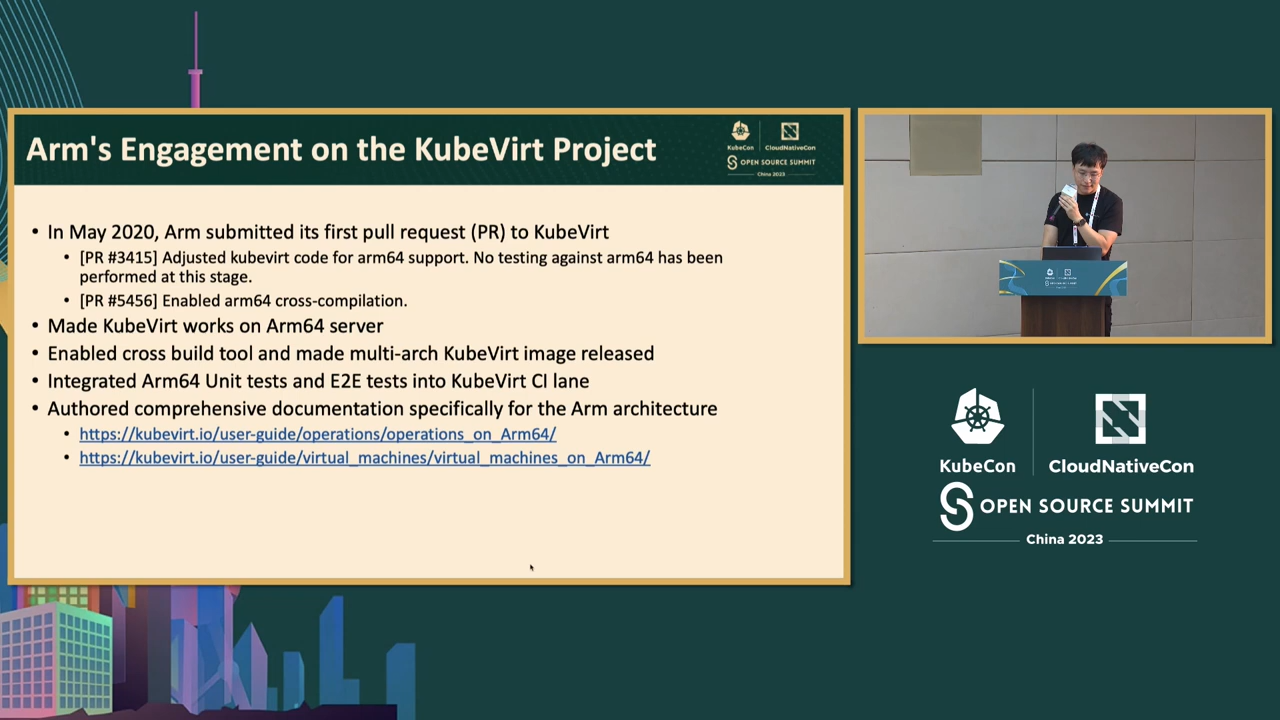 Arm's Engagement on the KubeVirt Project
KubeCon
CloudNativeCon
OPEN SOURCE SUMMIT
China 2023
• In May 2020, Arm submitted its first pull request (PR) to KubeVirt
• [PR #3415] Adjusted kubevirt code for arm64 support. No testing against arm64 has been
performed at this stage.
• [PR #5456] Enabled arm64 cross-compilation.
• Made KubeVirt works on Arm64 server
• Enabled cross build tool and made multi-arch KubeVirt image released
• Integrated Arm64 Unit tests and E2E tests into KubeVirt CI lane
• Authored comprehensive documentation specifically for the Arm architecture
• https://kubevirt.io/user-guide/operations/operations_on_Arm64/
• https://kubevirt.io/user-guide/virtual_machines/virtual_machines_on_Arm64/
KubeCon
CloudNativeCon
OPEN SOURCE SUMMIT
China 2023